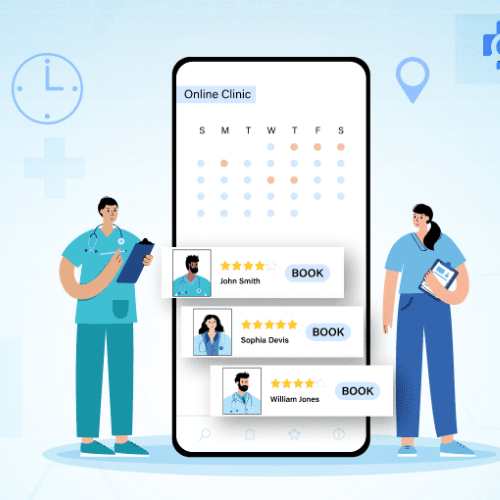 Online Clinic
S M T W T F S
John Smith
BOOK
Sophia Devis
BOOK
William Jones
BOOK